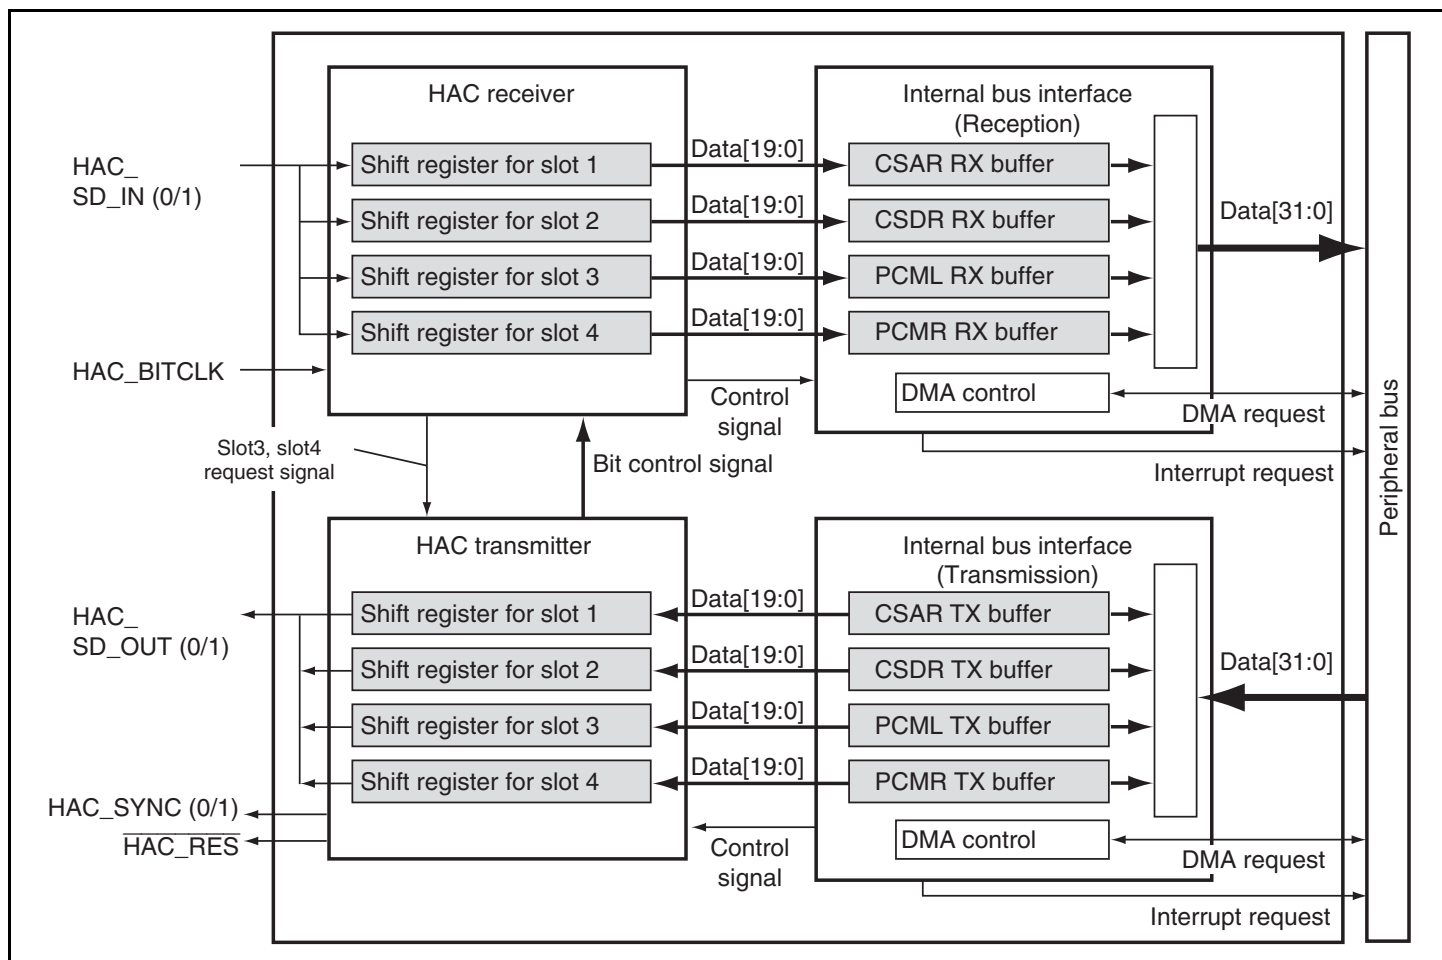 HAC receiver
Internal bus interface
(Reception)
HAC_
SD_IN (0/1)
Shift register for slot 1
Data[19:0]
CSAR RX buffer
Shift register for slot 2
Data[19:0]
CSDR RX buffer
Data[31:0]
Shift register for slot 3
Data[19:0]
PCML RX buffer
Shift register for slot 4
Data[19:0]
PCMR RX buffer
HAC_BITCLK
Control
signal
DMA control
DMA request
Slot3, slot4
request signal
Bit control signal
Interrupt request
Peripheral bus
HAC transmitter
Internal bus interface
(Transmission)
HAC_
SD_OUT (0/1)
Shift register for slot 1
Data[19:0]
CSAR TX buffer
Shift register for slot 2
Data[19:0]
CSDR TX buffer
Data[31:0]
Shift register for slot 3
Data[19:0]
PCML TX buffer
Shift register for slot 4
Data[19:0]
PCMR TX buffer
HAC_SYNC (0/1)
HAC_RES
Control
signal
DMA control
DMA request
Interrupt request